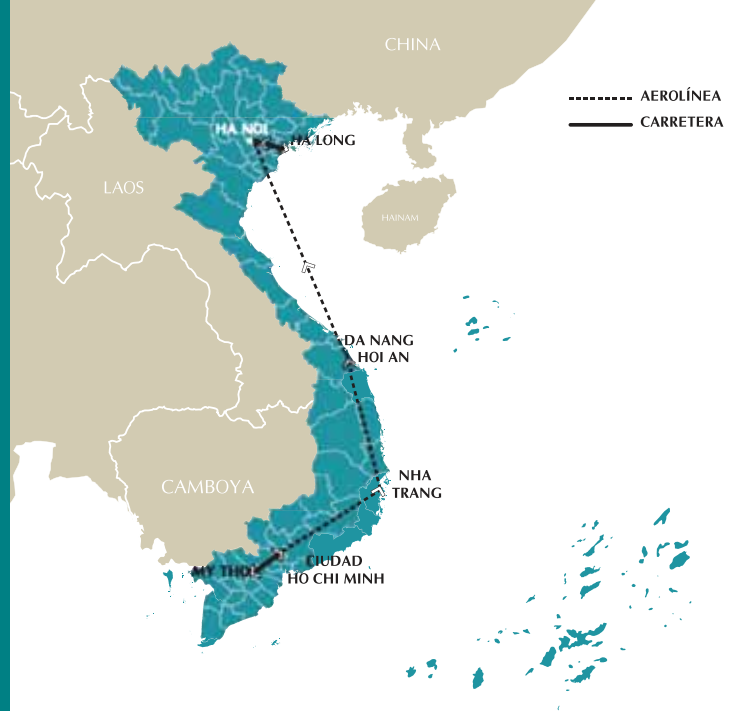 CHINA
AEROLÍNEA
CARRETERA
HA NOI
HA LONG
LAOS
HAINAM
DA NANG
HOI AN
NHA
TRANG
CAMBOYA
CIUDAD
HO CHI MINH
MY THO